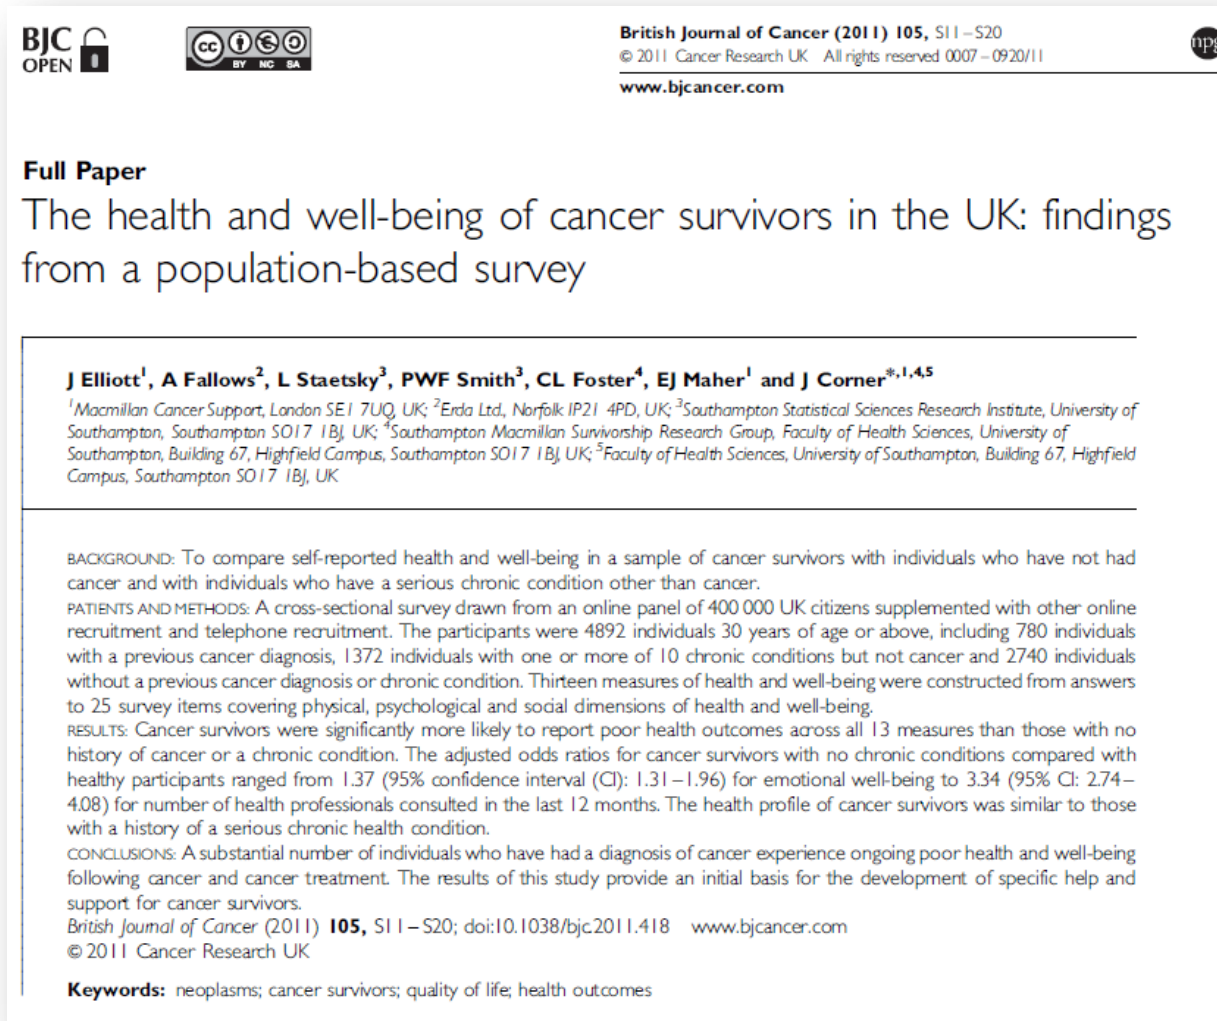 BJC
OPEN
cc
BY NC SA
British Journal of Cancer (2011) 105, S11–S20
© 2011 Cancer Research UK All rights reserved 0007–0920/11
npg
www.bjcancer.com
Full Paper
The health and well-being of cancer survivors in the UK: findings
from a population-based survey
J Elliott1, A Fallows2, L Staetsky3, PWF Smith3, CL Foster4, EJ Maher1 and J Corner*,1,4,5
1Macmillan Cancer Support, London SE1 7UQ, UK; 2Erda Ltd., Norfolk IP21 4PD, UK; 3Southampton Statistical Sciences Research Institute, University of
Southampton, Southampton SO17 1BJ, UK; 4Southampton Macmillan Survivorship Research Group, Faculty of Health Sciences, University of
Southampton, Building 67, Highfield Campus, Southampton SO17 1BJ, UK; 5Faculty of Health Sciences, University of Southampton, Building 67, Highfield
Campus, Southampton SO17 1BJ, UK
BACKGROUND: To compare self-reported health and well-being in a sample of cancer survivors with individuals who have not had
cancer and with individuals who have a serious chronic condition other than cancer.
PATIENTS AND METHODS: A cross-sectional survey drawn from an online panel of 400 000 UK citizens supplemented with other online
recruitment and telephone recruitment. The participants were 4892 individuals 30 years of age or above, including 780 individuals
with a previous cancer diagnosis, 1372 individuals with one or more of 10 chronic conditions but not cancer and 2740 individuals
without a previous cancer diagnosis or chronic condition. Thirteen measures of health and well-being were constructed from answers
to 25 survey items covering physical, psychological and social dimensions of health and well-being.
RESULTS: Cancer survivors were significantly more likely to report poor health outcomes across all 13 measures than those with no
history of cancer or a chronic condition. The adjusted odds ratios for cancer survivors with no chronic conditions compared with
healthy participants ranged from 1.37 (95% confidence interval (CI): 1.31–1.96) for emotional well-being to 3.34 (95% CI: 2.74–
4.08) for number of health professionals consulted in the last 12 months. The health profile of cancer survivors was similar to those
with a history of a serious chronic health condition.
CONCLUSIONS: A substantial number of individuals who have had a diagnosis of cancer experience ongoing poor health and well-being
following cancer and cancer treatment. The results of this study provide an initial basis for the development of specific help and
support for cancer survivors.
British Journal of Cancer (2011) 105, S11–S20; doi:10.1038/bjc.2011.418 www.bjcancer.com
© 2011 Cancer Research UK
Keywords: neoplasms; cancer survivors; quality of life; health outcomes